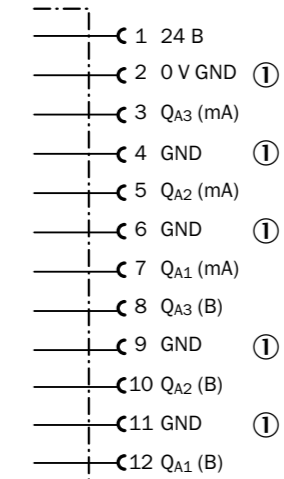 1 24 B
2 0 V GND ①
3 QA3 (mA)
4 GND ①
5 QA2 (mA)
6 GND ①
7 QA1 (mA)
8 QA3 (B)
9 GND ①
10 QA2 (B)
11 GND ①
12 QA1 (B)